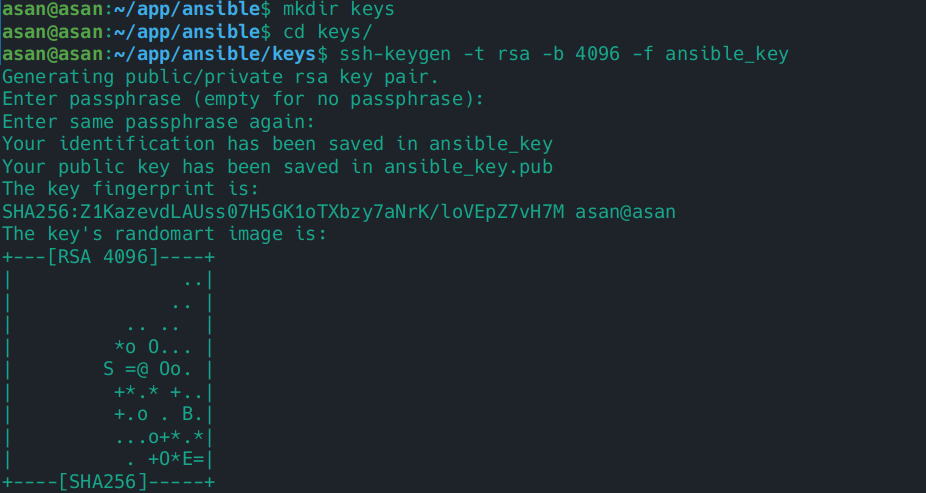 asan@asan:~/app/ansible$ mkdir keys
asan@asan:~/app/ansible$ cd keys/
asan@asan:~/app/ansible/keys$ ssh-keygen -t rsa -b 4096 -f ansible_key
Generating public/private rsa key pair.
Enter passphrase (empty for no passphrase):
Enter same passphrase again:
Your identification has been saved in ansible_key
Your public key has been saved in ansible_key.pub
The key fingerprint is:
SHA256:Z1KazevdLAUss07H5GK1oTXbzy7aNrK/loVEpZ7vH7M asan@asan
The key's randomart image is:
+---[RSA 4096]----+
|               ..|
|              .. |
|          .. ..  |
|         *o O... |
|        S =@ Oo. |
|         +*.* +..|
|         +.o . B.|
|         ...o+*.*|
|          . +O*E=|
+----[SHA256]-----+